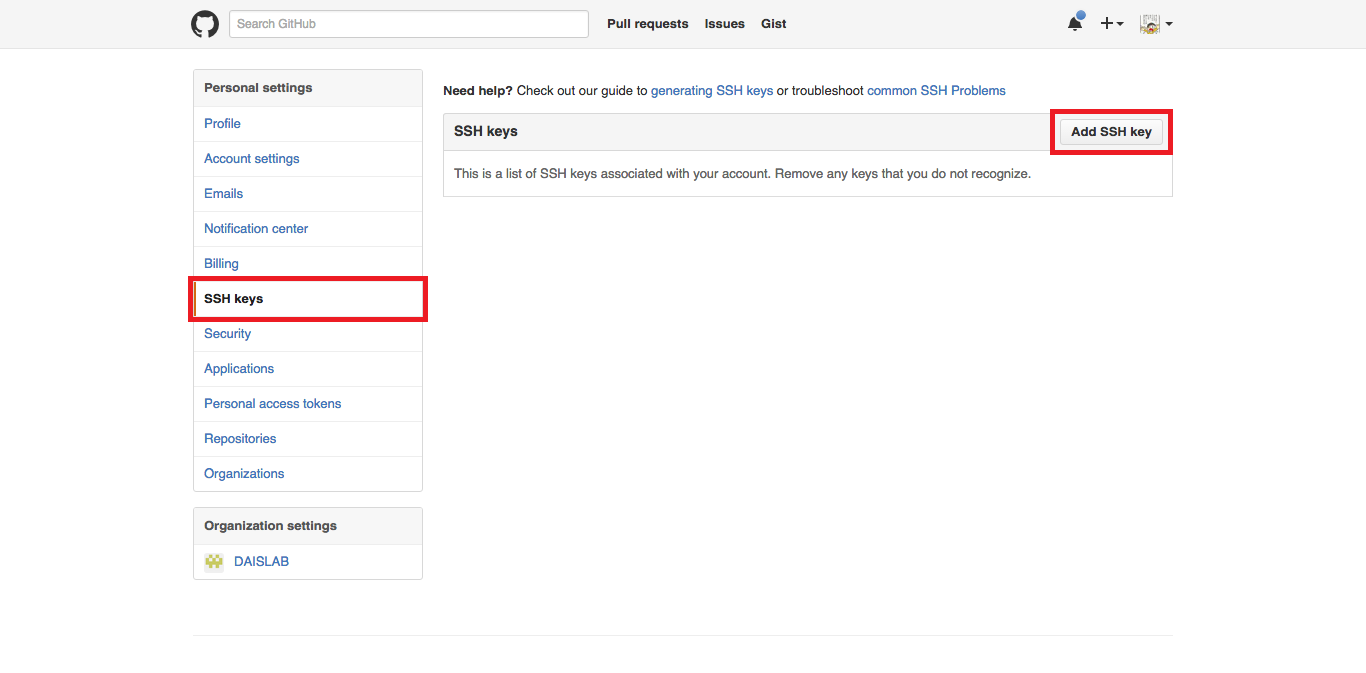 Search GitHub
Pull requests
Issues
Gist
Personal settings
Profile
Account settings
Emails
Notification center
Billing
SSH keys
Security
Applications
Personal access tokens
Repositories
Organizations
Organization settings
DAISLAB
Need help? Check out our guide to generating SSH keys or troubleshoot common SSH Problems
SSH keys
Add SSH key
This is a list of SSH keys associated with your account. Remove any keys that you do not recognize.